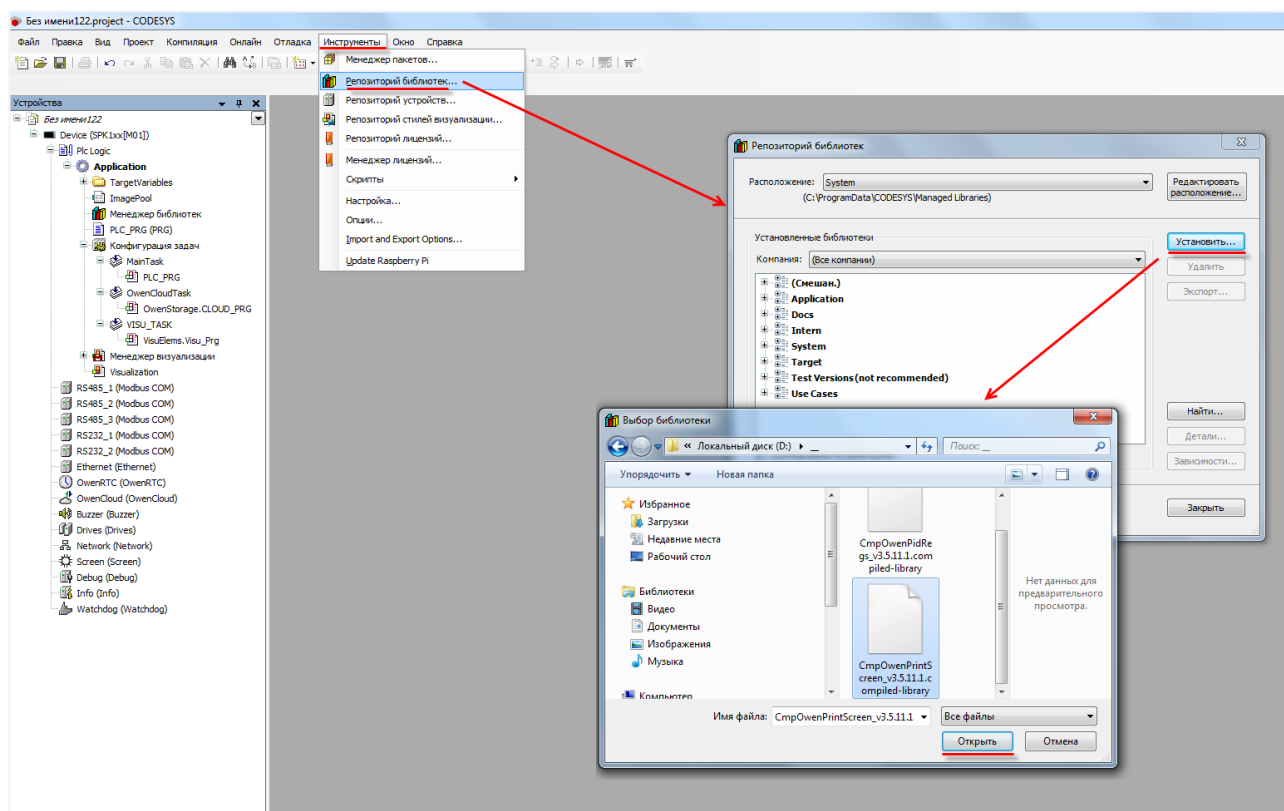 Без имени122.project - CODESYS
Файл Правка Вид Проект Компиляция Онлайн Отладка Инструменты Окно Справка
Менеджер пакетов...
Репозиторий библиотек...
Репозиторий устройств...
Репозиторий стилей визуализации...
Репозиторий лицензий...
Менеджер лицензий...
Скрипты
Настройка...
Опции...
Import and Export Options...
Update Raspberry Pi
Устройства
Без имени122
Device (SPK1xx[M01])
Plc Logic
Application
TargetVariables
ImagePool
Менеджер библиотек
PLC_PRG (PRG)
Конфигурация задач
MainTask
PLC_PRG
OwenCloudTask
OwenStorage.CLOUD_PRG
VISU_TASK
VisuElems.Visu_Prg
Менеджер визуализации
Visualization
RS485_1 (Modbus COM)
RS485_2 (Modbus COM)
RS485_3 (Modbus COM)
RS232_1 (Modbus COM)
RS232_2 (Modbus COM)
Ethernet (Ethernet)
OwenRTC (OwenRTC)
OwenCloud (OwenCloud)
Buzzer (Buzzer)
Drives (Drives)
Network (Network)
Screen (Screen)
Debug (Debug)
Info (Info)
Watchdog (Watchdog)
Репозиторий библиотек
Расположение: System
(C:\ProgramData\CODESYS\Managed Libraries)
Редактировать
расположение...
Установленные библиотеки
Компания: (Все компании)
(Смешан.)
Application
Docs
Intern
System
Target
Test Versions(not recommended)
Use Cases
Установить...
Удалить
Экспорт...
Найти...
Детали...
Зависимости...
Закрыть
Выбор библиотеки
« Локальный диск (D:) ▸ __
Поиск: __
Упорядочить Новая папка
Избранное
Загрузки
Недавние места
Рабочий стол
Библиотеки
Видео
Документы
Изображения
Музыка
Компьютер
CmpOwenPidRe
gs_v3.5.11.1.com
piled-library
CmpOwenPrintS
creen_v3.5.11.1.c
ompiled-library
Нет данных для
предварительного
просмотра.
Имя файла: CmpOwenPrintScreen_v3.5.11.1 Все файлы
Открыть Отмена